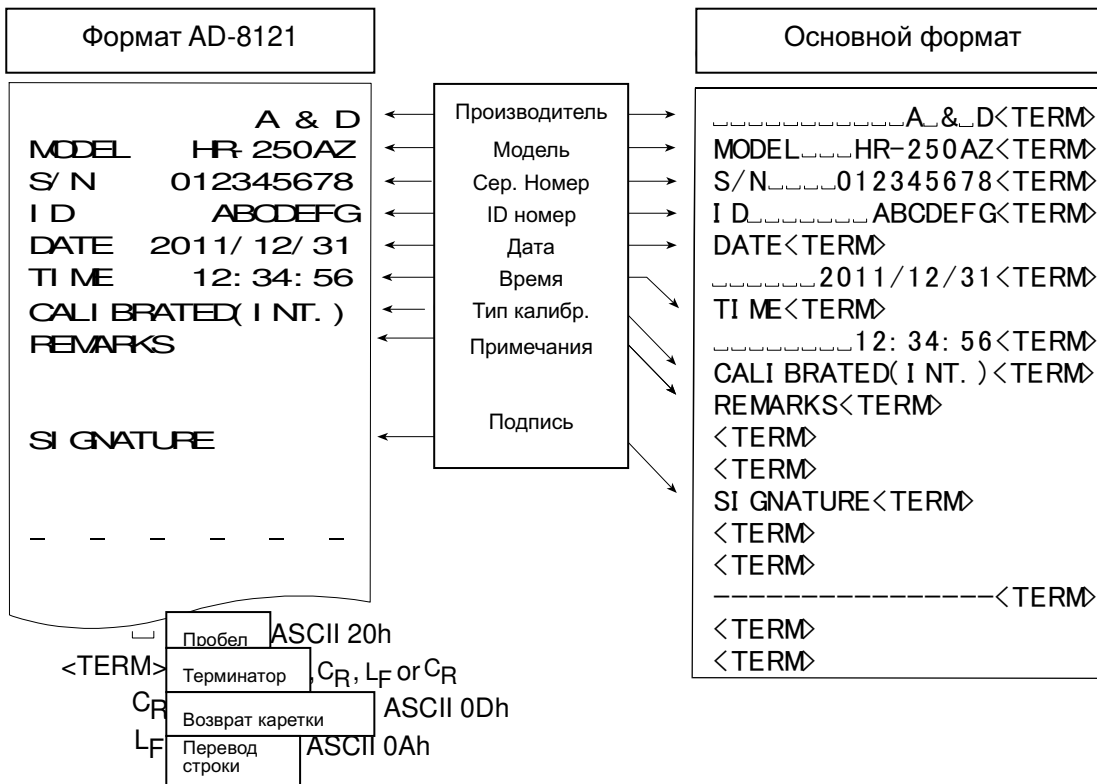 Формат AD-8121
A & D
MODEL HR-250AZ
S/N 012345678
ID ABCDEFG
DATE 2011/12/31
TIME 12:34:56
CALIBRATED(INT.)
REMARKS
SIGNATURE
_ _ _ _ _ _
Производитель
Модель
Сер. Номер
ID номер
Дата
Время
Тип калибр.
Примечания
Подпись
Основной формат
␣␣␣␣␣␣␣␣␣␣␣A␣&␣D<TERM>
MODEL␣␣␣HR-250AZ<TERM>
S/N␣␣␣␣012345678<TERM>
ID␣␣␣␣␣␣␣ABCDEFG<TERM>
DATE<TERM>
␣␣␣␣␣␣2011/12/31<TERM>
TIME<TERM>
␣␣␣␣␣␣␣␣12:34:56<TERM>
CALIBRATED(INT.)<TERM>
REMARKS<TERM>
<TERM>
<TERM>
SIGNATURE<TERM>
<TERM>
<TERM>
----------------<TERM>
<TERM>
<TERM>
␣ Пробел ASCII 20h
<TERM> Терминатор ,CR, LF or CR
CR Возврат каретки ASCII 0Dh
LF Перевод строки ASCII 0Ah